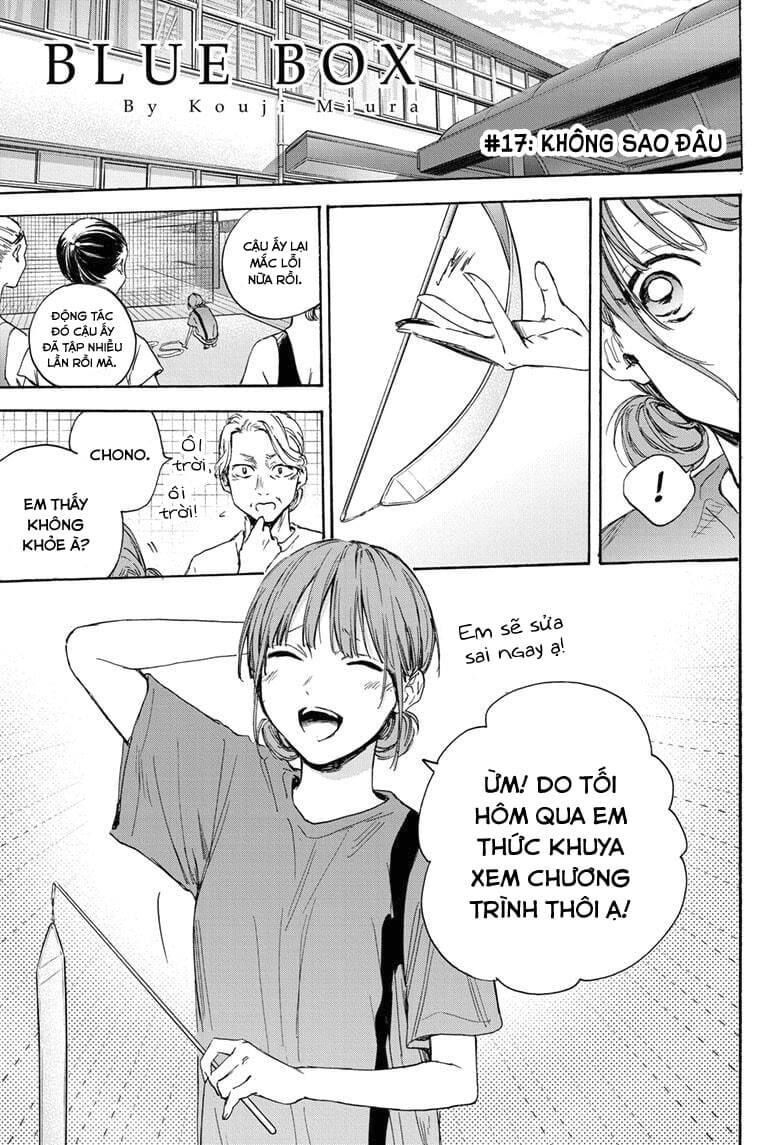 BLUE BOX
By Kouji Miura
#17: KHÔNG SAO ĐÂU
!
CẬU ẤY LẠI
MẮC LỖI
NỮA RỒI.
ĐỘNG TÁC
ĐÓ CẬU ẤY
ĐÃ TẬP NHIỀU
LẦN RỒI MÀ.
Ôi
trời,
ôi
trời!
CHONO.
EM THẤY
KHÔNG
KHỎE À?
Em sẽ sửa
sai ngay ạ!
ỪM! DO TỐI
HÔM QUA EM
THỨC KHUYA
XEM CHƯƠNG
TRÌNH THÔI Ạ!